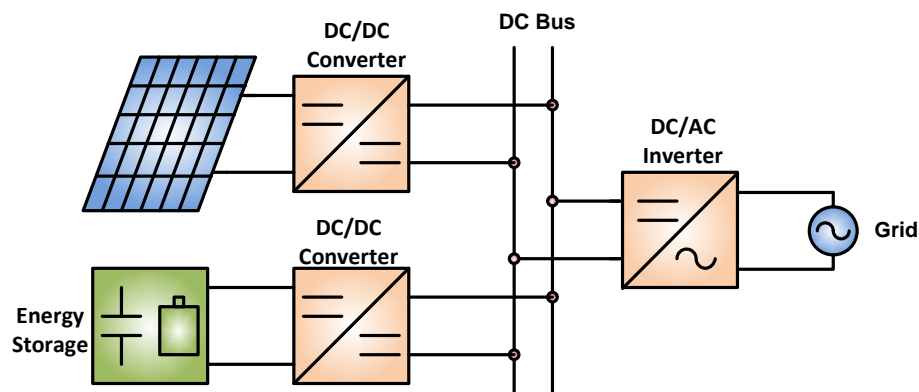 DC/DC
Converter
DC Bus
DC/AC
Inverter
Grid
DC/DC
Converter
Energy
Storage